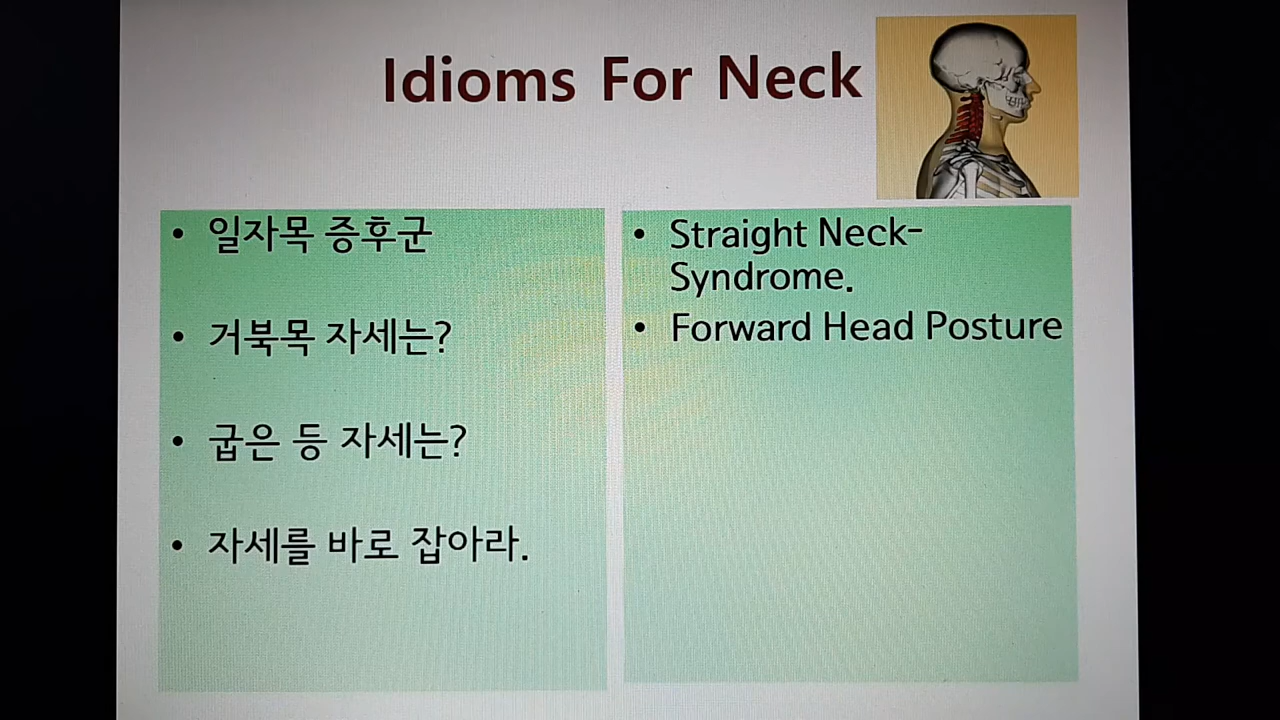 Idioms For Neck
• 일자목 증후군
• 거북목 자세는?
• 굽은 등 자세는?
• 자세를 바로 잡아라.
• Straight Neck-
Syndrome.
• Forward Head Posture